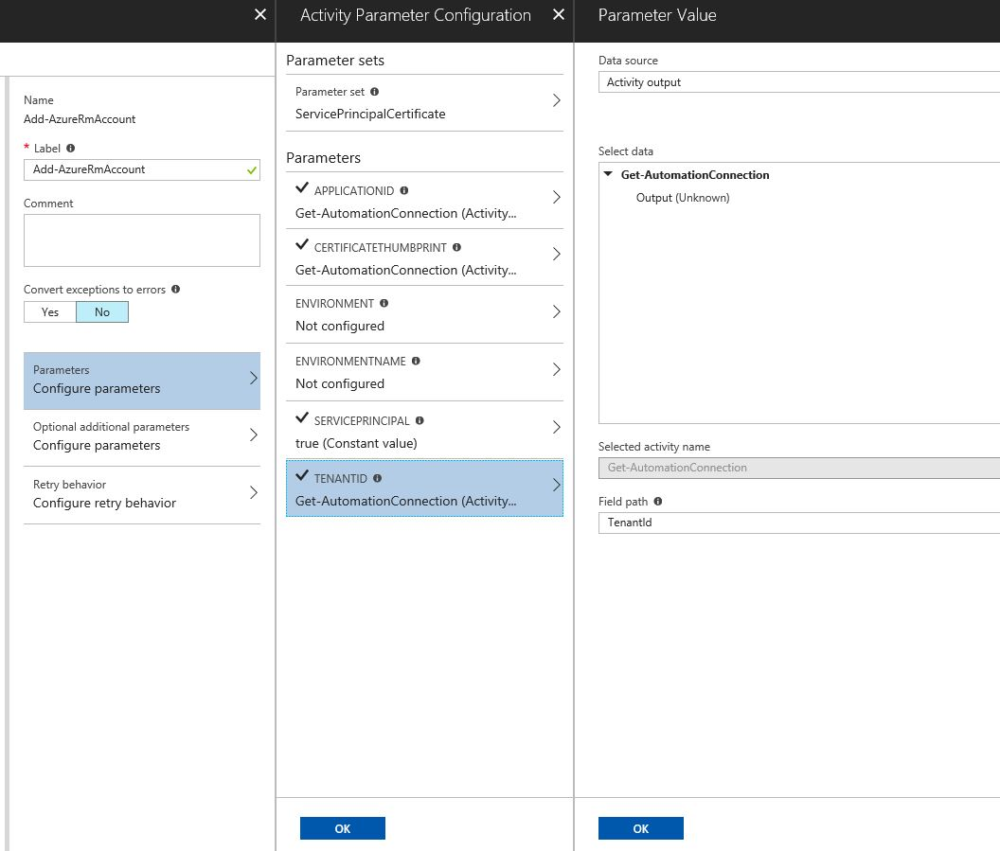 Name
Add-AzureRmAccount
* Label
Add-AzureRmAccount
Comment
Convert exceptions to errors
Yes No
Parameters
Configure parameters
Optional additional parameters
Configure parameters
Retry behavior
Configure retry behavior
Activity Parameter Configuration
Parameter sets
Parameter set
ServicePrincipalCertificate
Parameters
APPLICATIONID
Get-AutomationConnection (Activity...
CERTIFICATETHUMBPRINT
Get-AutomationConnection (Activity...
ENVIRONMENT
Not configured
ENVIRONMENTNAME
Not configured
SERVICEPRINCIPAL
true (Constant value)
TENANTID
Get-AutomationConnection (Activity...
OK
Parameter Value
Data source
Activity output
Select data
Get-AutomationConnection
Output (Unknown)
Selected activity name
Get-AutomationConnection
Field path
TenantId
OK